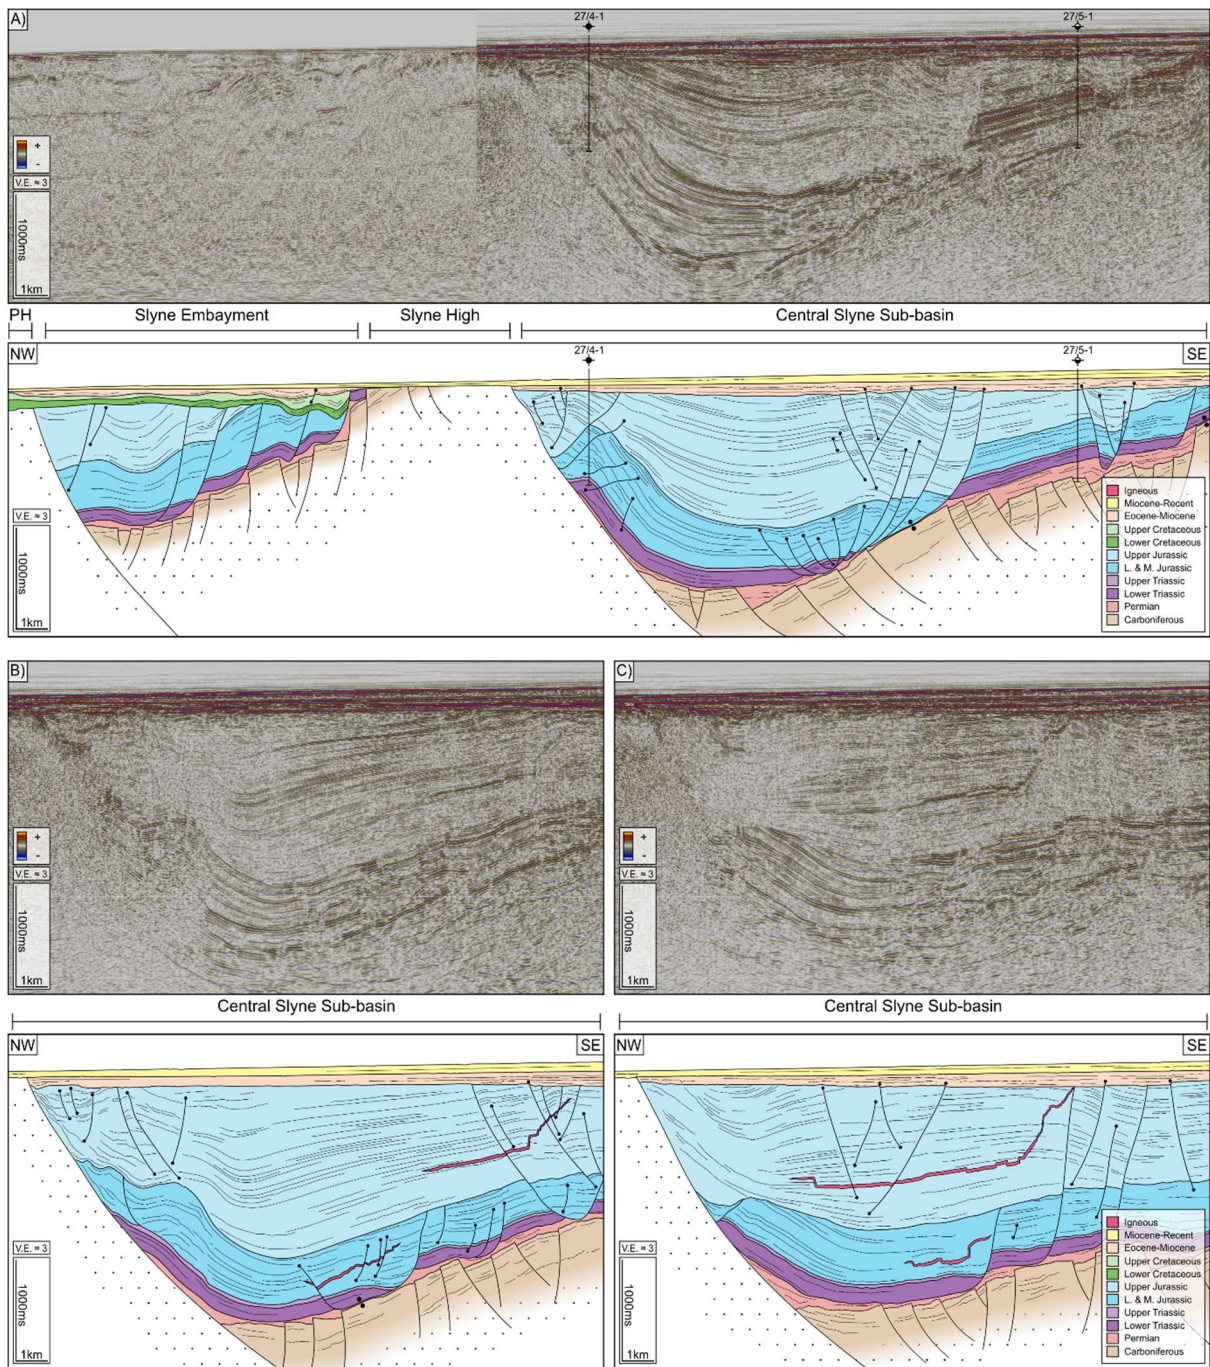 A)
27/4-1
27/5-1
+
-
V.E. ≈ 3
1000ms
1km
PH
Slyne Embayment
Slyne High
Central Slyne Sub-basin
NW
27/4-1
27/5-1
SE
V.E. ≈ 3
1000ms
1km
Igneous
Miocene-Recent
Eocene-Miocene
Upper Cretaceous
Lower Cretaceous
Upper Jurassic
L. & M. Jurassic
Upper Triassic
Lower Triassic
Permian
Carboniferous
B)
+
-
V.E. ≈ 3
1000ms
1km
C)
+
-
V.E. ≈ 3
1000ms
1km
Central Slyne Sub-basin
Central Slyne Sub-basin
NW
SE
V.E. ≈ 3
1000ms
1km
NW
SE
V.E. ≈ 3
1000ms
1km
Igneous
Miocene-Recent
Eocene-Miocene
Upper Cretaceous
Lower Cretaceous
Upper Jurassic
L. & M. Jurassic
Upper Triassic
Lower Triassic
Permian
Carboniferous